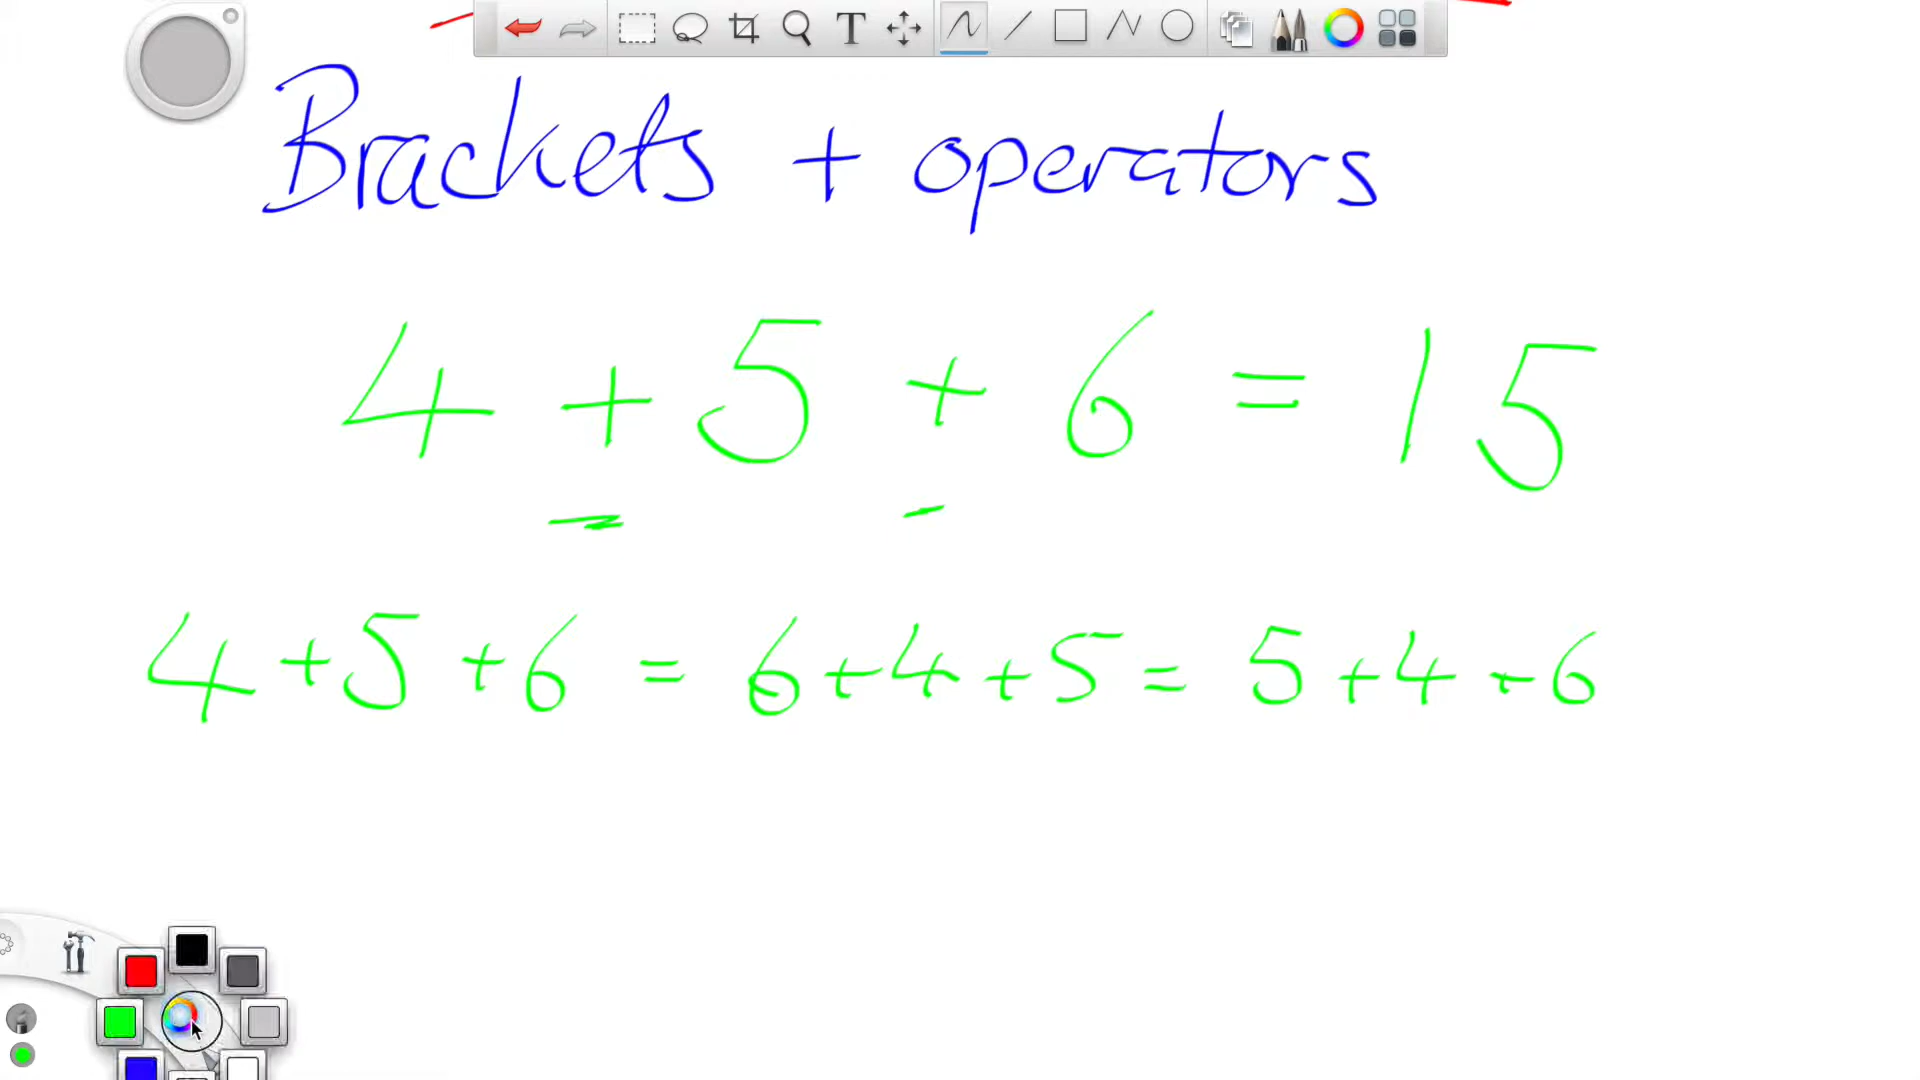 Brackets + operators
4 + 5 + 6 = 15
4 + 5 + 6 = 6 + 4 + 5 = 5 + 4 + 6